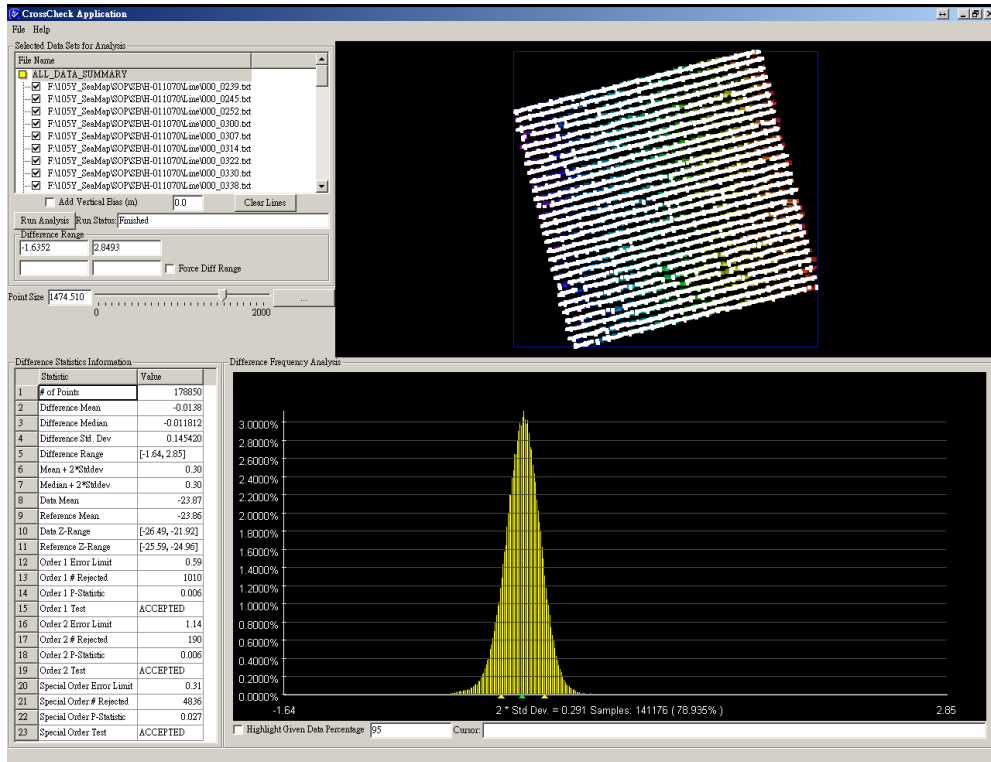 CrossCheck Application
File Help
Selected Data Sets for Analysis
File Name
ALL_DATA_SUMMARY
F:\105Y_SeaMap\SOP\SB\H-011070\Line\000_0239.txt
F:\105Y_SeaMap\SOP\SB\H-011070\Line\000_0245.txt
F:\105Y_SeaMap\SOP\SB\H-011070\Line\000_0252.txt
F:\105Y_SeaMap\SOP\SB\H-011070\Line\000_0300.txt
F:\105Y_SeaMap\SOP\SB\H-011070\Line\000_0307.txt
F:\105Y_SeaMap\SOP\SB\H-011070\Line\000_0314.txt
F:\105Y_SeaMap\SOP\SB\H-011070\Line\000_0322.txt
F:\105Y_SeaMap\SOP\SB\H-011070\Line\000_0330.txt
F:\105Y_SeaMap\SOP\SB\H-011070\Line\000_0338.txt
Add Vertical Bias (m) 0.0 Clear Lines
Run Analysis Run Status: Finished
Difference Range
-1.6352 2.8493
Force Diff Range
Point Size 1474.510 ...
0 2000
Difference Statistics Information
Statistic Value
1 # of Points 178850
2 Difference Mean -0.0138
3 Difference Median -0.011812
4 Difference Std. Dev 0.145420
5 Difference Range [-1.64, 2.85]
6 Mean + 2*Stddev 0.30
7 Median + 2*Stddev 0.30
8 Data Mean -23.87
9 Reference Mean -23.86
10 Data Z-Range [-26.49, -21.92]
11 Reference Z-Range [-25.59, -24.96]
12 Order 1 Error Limit 0.59
13 Order 1 # Rejected 1010
14 Order 1 P-Statistic 0.006
15 Order 1 Test ACCEPTED
16 Order 2 Error Limit 1.14
17 Order 2 # Rejected 190
18 Order 2 P-Statistic 0.006
19 Order 2 Test ACCEPTED
20 Special Order Error Limit 0.31
21 Special Order # Rejected 4836
22 Special Order P-Statistic 0.027
23 Special Order Test ACCEPTED
Difference Frequency Analysis
3.0000%
2.8000%
2.6000%
2.4000%
2.2000%
2.0000%
1.8000%
1.6000%
1.4000%
1.2000%
1.0000%
0.8000%
0.6000%
0.4000%
0.2000%
0.0000%
-1.64 2 * Std Dev. = 0.291 Samples: 141176 ( 78.935% ) 2.85
Highlight Given Data Percentage 95 Cursor: